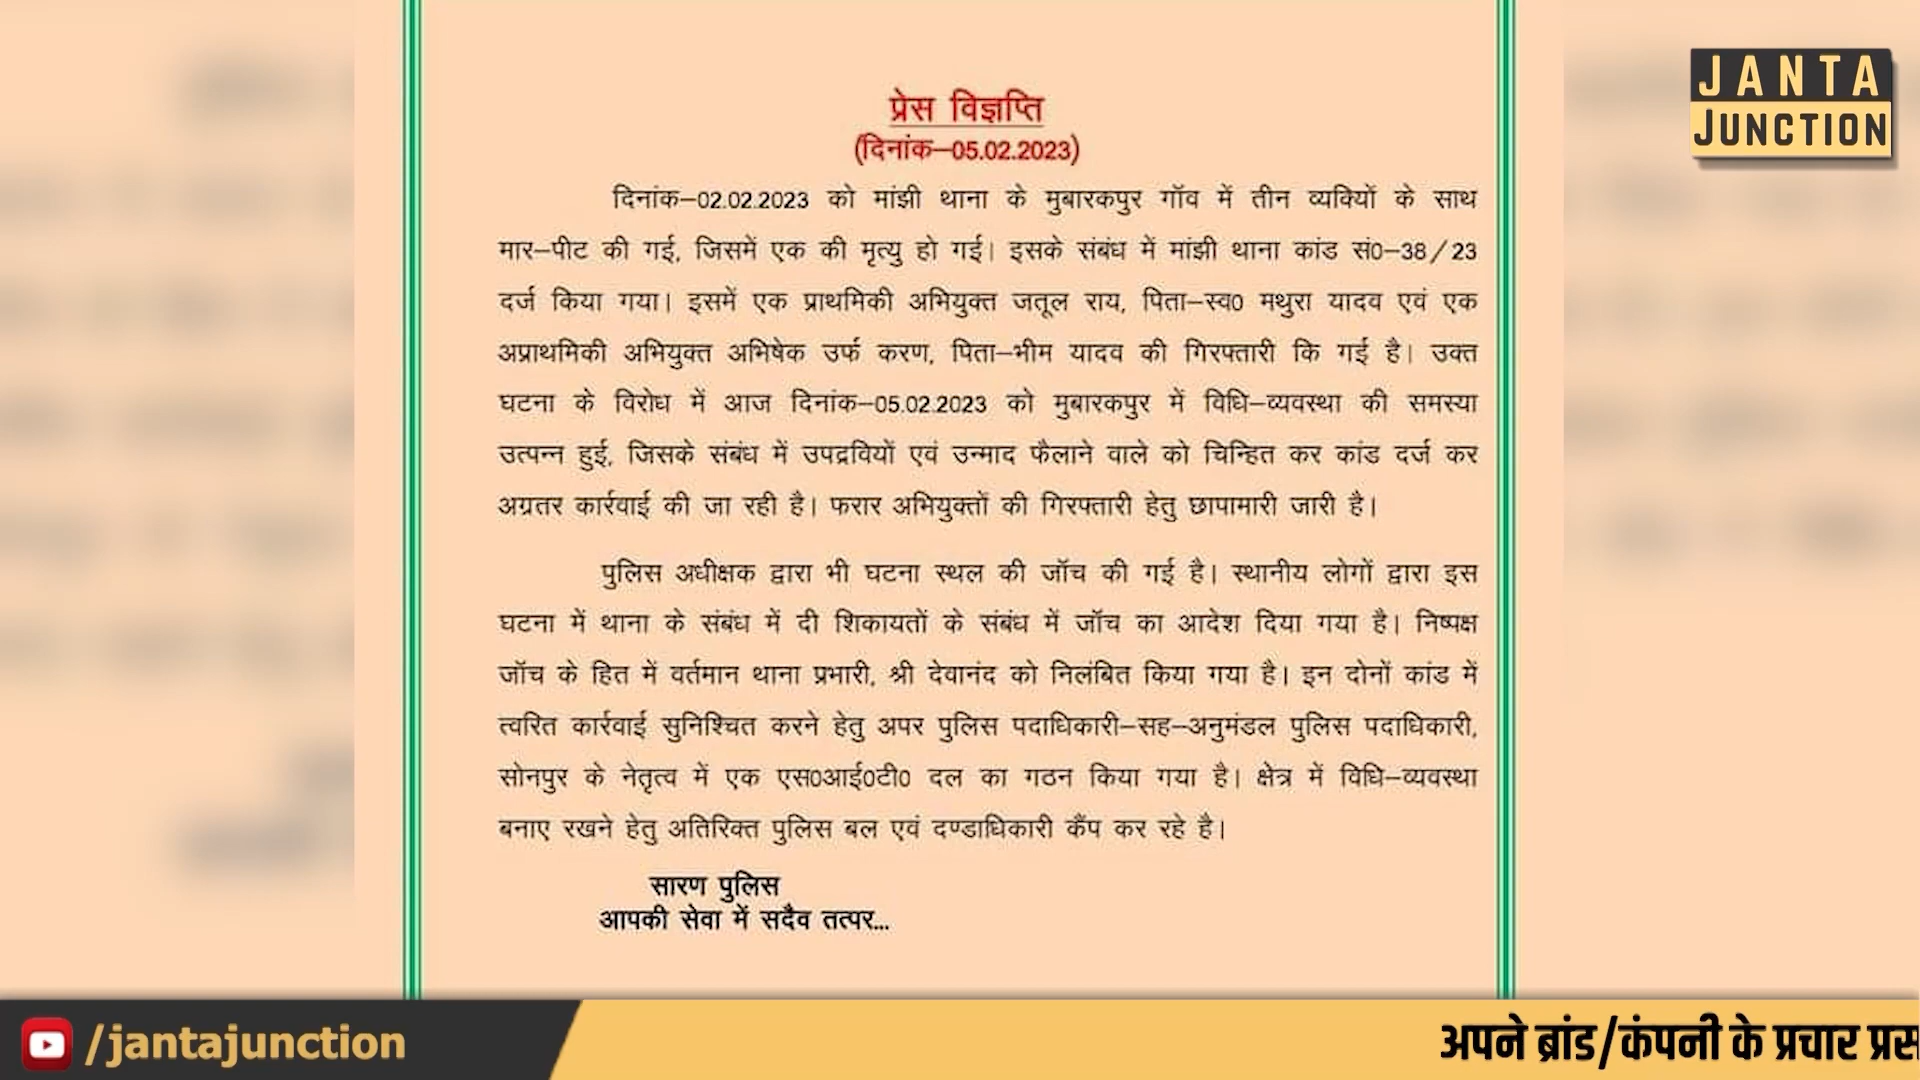 JANTA
JUNCTION
प्रेस विज्ञप्ति
(दिनांक–05.02.2023)
दिनांक–02.02.2023 को मांझी थाना के मुबारकपुर गॉव में तीन व्यक्यिों के साथ
मार–पीट की गई, जिसमें एक की मृत्यु हो गई। इसके संबंध में मांझी थाना कांड सं0–38/23
दर्ज किया गया। इसमें एक प्राथमिकी अभियुक्त जतूल राय, पिता–स्व0 मथुरा यादव एवं एक
अप्राथमिकी अभियुक्त अभिषेक उर्फ करण, पिता–भीम यादव की गिरफ्तारी कि गई है। उक्त
घटना के विरोध में आज दिनांक–05.02.2023 को मुबारकपुर में विधि–व्यवस्था की समस्या
उत्पन्न हुई, जिसके संबंध में उपद्रवियों एवं उन्माद फैलाने वाले को चिन्हित कर कांड दर्ज कर
अग्रतर कार्रवाई की जा रही है। फरार अभियुक्तों की गिरफ्तारी हेतु छापामारी जारी है।
पुलिस अधीक्षक द्वारा भी घटना स्थल की जॉच की गई है। स्थानीय लोगों द्वारा इस
घटना में थाना के संबंध में दी शिकायतों के संबंध में जॉच का आदेश दिया गया है। निष्पक्ष
जॉच के हित में वर्तमान थाना प्रभारी, श्री देवानंद को निलंबित किया गया है। इन दोनों कांड में
त्वरित कार्रवाई सुनिश्चित करने हेतु अपर पुलिस पदाधिकारी–सह–अनुमंडल पुलिस पदाधिकारी,
सोनपुर के नेतृत्व में एक एस0आई0टी0 दल का गठन किया गया है। क्षेत्र में विधि–व्यवस्था
बनाए रखने हेतु अतिरिक्त पुलिस बल एवं दण्डाधिकारी कैंप कर रहे है।
सारण पुलिस
आपकी सेवा में सदैव तत्पर...
/jantajunction
अपने ब्रांड/कंपनी के प्रचार प्रस